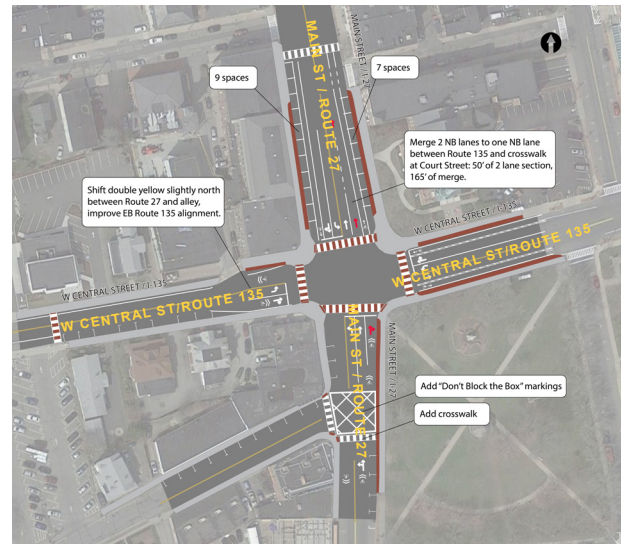 MAIN ST / ROUTE 27
MAIN STREET / I-27
9 spaces
7 spaces
Merge 2 NB lanes to one NB lane
between Route 135 and crosswalk
at Court Street: 50' of 2 lane section,
165' of merge.
Shift double yellow slightly north
between Route 27 and alley,
improve EB Route 135 alignment.
W CENTRAL STREET / I-135
W CENTRAL ST/ROUTE 135
W CENTRAL STREET / I-135
W CENTRAL ST/ROUTE 135
MAIN ST / ROUTE 27
MAIN STREET / I-27
Add “Don’t Block the Box” markings
Add crosswalk